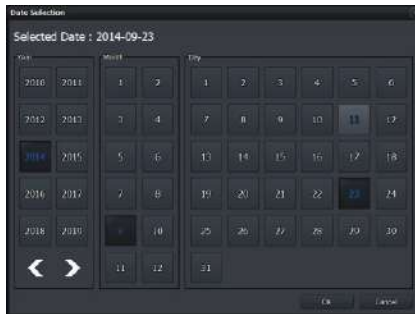 Date Selection
Selected Date : 2014-09-23
Year Month Day
2010 2011 1 2 1 2 3 4 5 6
2012 2013 3 4 7 8 9 10 11 12
2014 2015 5 6 13 14 15 16 17 18
2016 2017 7 8 19 20 21 22 23 24
2018 2019 9 10 25 26 27 28 29 30
11 12 31
Ok Cancel